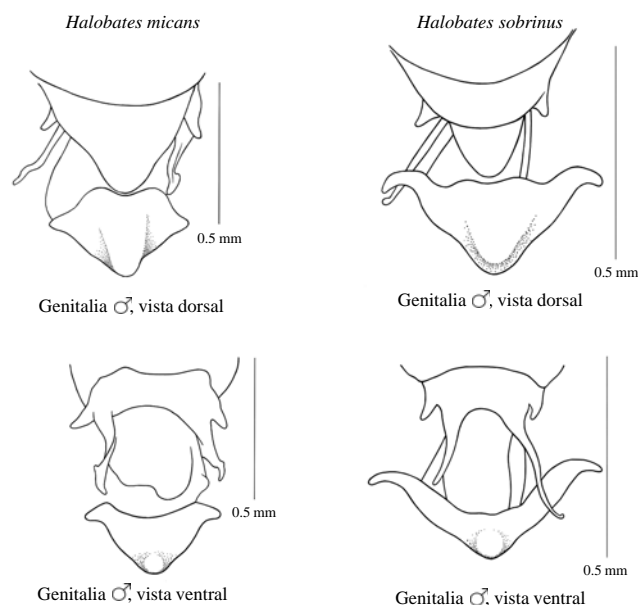 Halobates micans
Halobates sobrinus
0.5 mm
0.5 mm
Genitalia ♂, vista dorsal
Genitalia ♂, vista dorsal
0.5 mm
0.5 mm
Genitalia ♂, vista ventral
Genitalia ♂, vista ventral